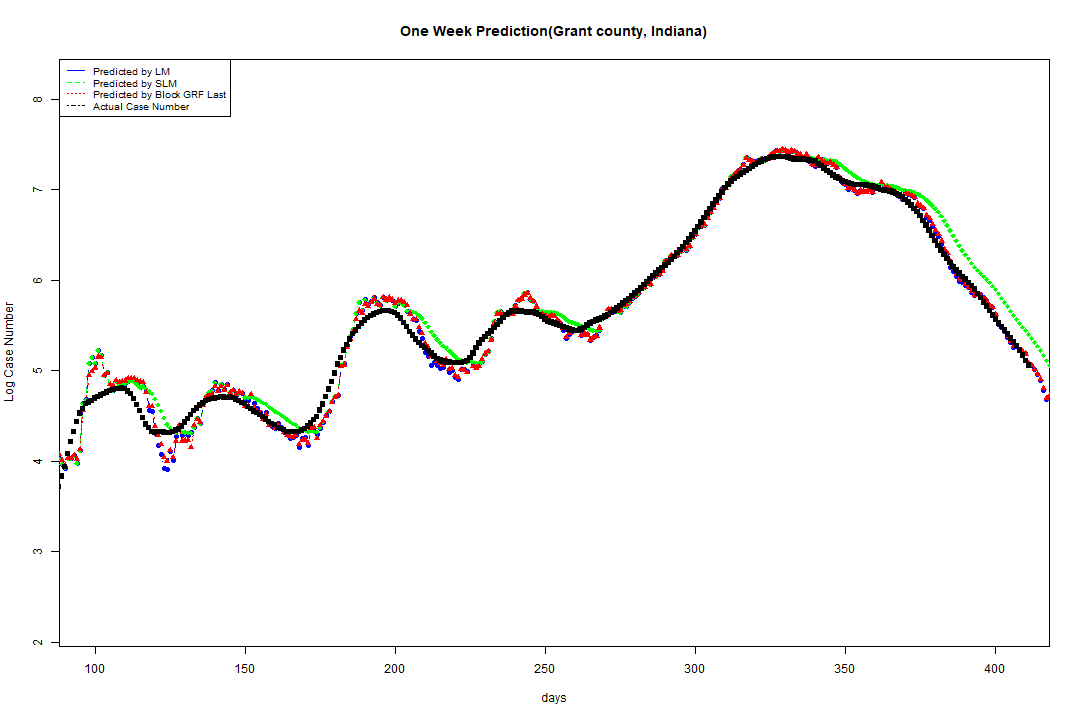 One Week Prediction(Grant county, Indiana)
Predicted by LM
Predicted by SLM
Predicted by Block GRF Last
Actual Case Number
8
7
6
5
4
3
2
Log Case Number
100 150 200 250 300 350 400
days